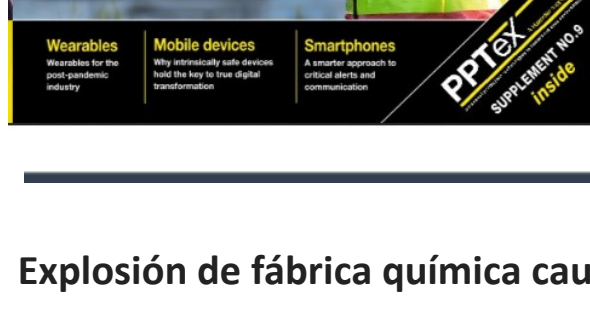 Wearables
Wearables for the
post-pandemic
industry
Mobile devices
Why intrinsically safe devices
hold the key to true digital
transformation
Smartphones
A smarter approach to
critical alerts and
communication
PPTex
SUPPLEMENT NO.9
inside
Explosión de fábrica química cau